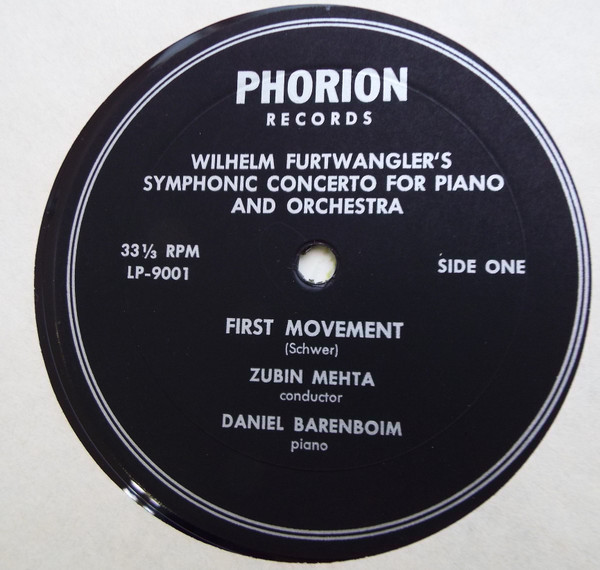 PHORION
RECORDS
WILHELM FURTWANGLER'S
SYMPHONIC CONCERTO FOR PIANO
AND ORCHESTRA
33⅓ RPM
LP-9001
SIDE ONE
FIRST MOVEMENT
(Schwer)
ZUBIN MEHTA
conductor
DANIEL BARENBOIM
piano